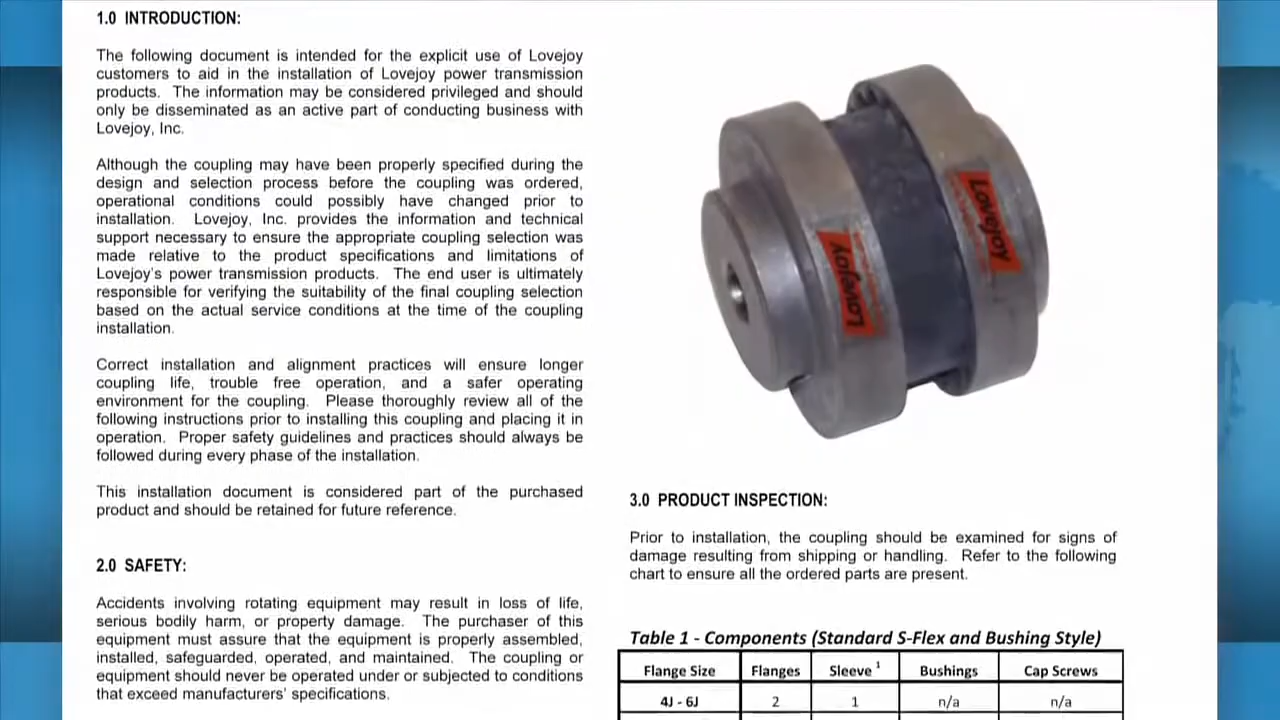 1.0 INTRODUCTION:
The following document is intended for the explicit use of Lovejoy
customers to aid in the installation of Lovejoy power transmission
products. The information may be considered privileged and should
only be disseminated as an active part of conducting business with
Lovejoy, Inc.
Although the coupling may have been properly specified during the
design and selection process before the coupling was ordered,
operational conditions could possibly have changed prior to
installation. Lovejoy, Inc. provides the information and technical
support necessary to ensure the appropriate coupling selection was
made relative to the product specifications and limitations of
Lovejoy's power transmission products. The end user is ultimately
responsible for verifying the suitability of the final coupling selection
based on the actual service conditions at the time of the coupling
installation.
Correct installation and alignment practices will ensure longer
coupling life, trouble free operation, and a safer operating
environment for the coupling. Please thoroughly review all of the
following instructions prior to installing this coupling and placing it in
operation. Proper safety guidelines and practices should always be
followed during every phase of the installation.
This installation document is considered part of the purchased
product and should be retained for future reference.
2.0 SAFETY:
Accidents involving rotating equipment may result in loss of life,
serious bodily harm, or property damage. The purchaser of this
equipment must assure that the equipment is properly assembled,
installed, safeguarded, operated, and maintained. The coupling or
equipment should never be operated under or subjected to conditions
that exceed manufacturers' specifications.
Lovejoy
Lovejoy
3.0 PRODUCT INSPECTION:
Prior to installation, the coupling should be examined for signs of
damage resulting from shipping or handling. Refer to the following
chart to ensure all the ordered parts are present.
Table 1 - Components (Standard S-Flex and Bushing Style)
Flange Size Flanges Sleeve 1 Bushings Cap Screws
4J - 6J 2 1 n/a n/a